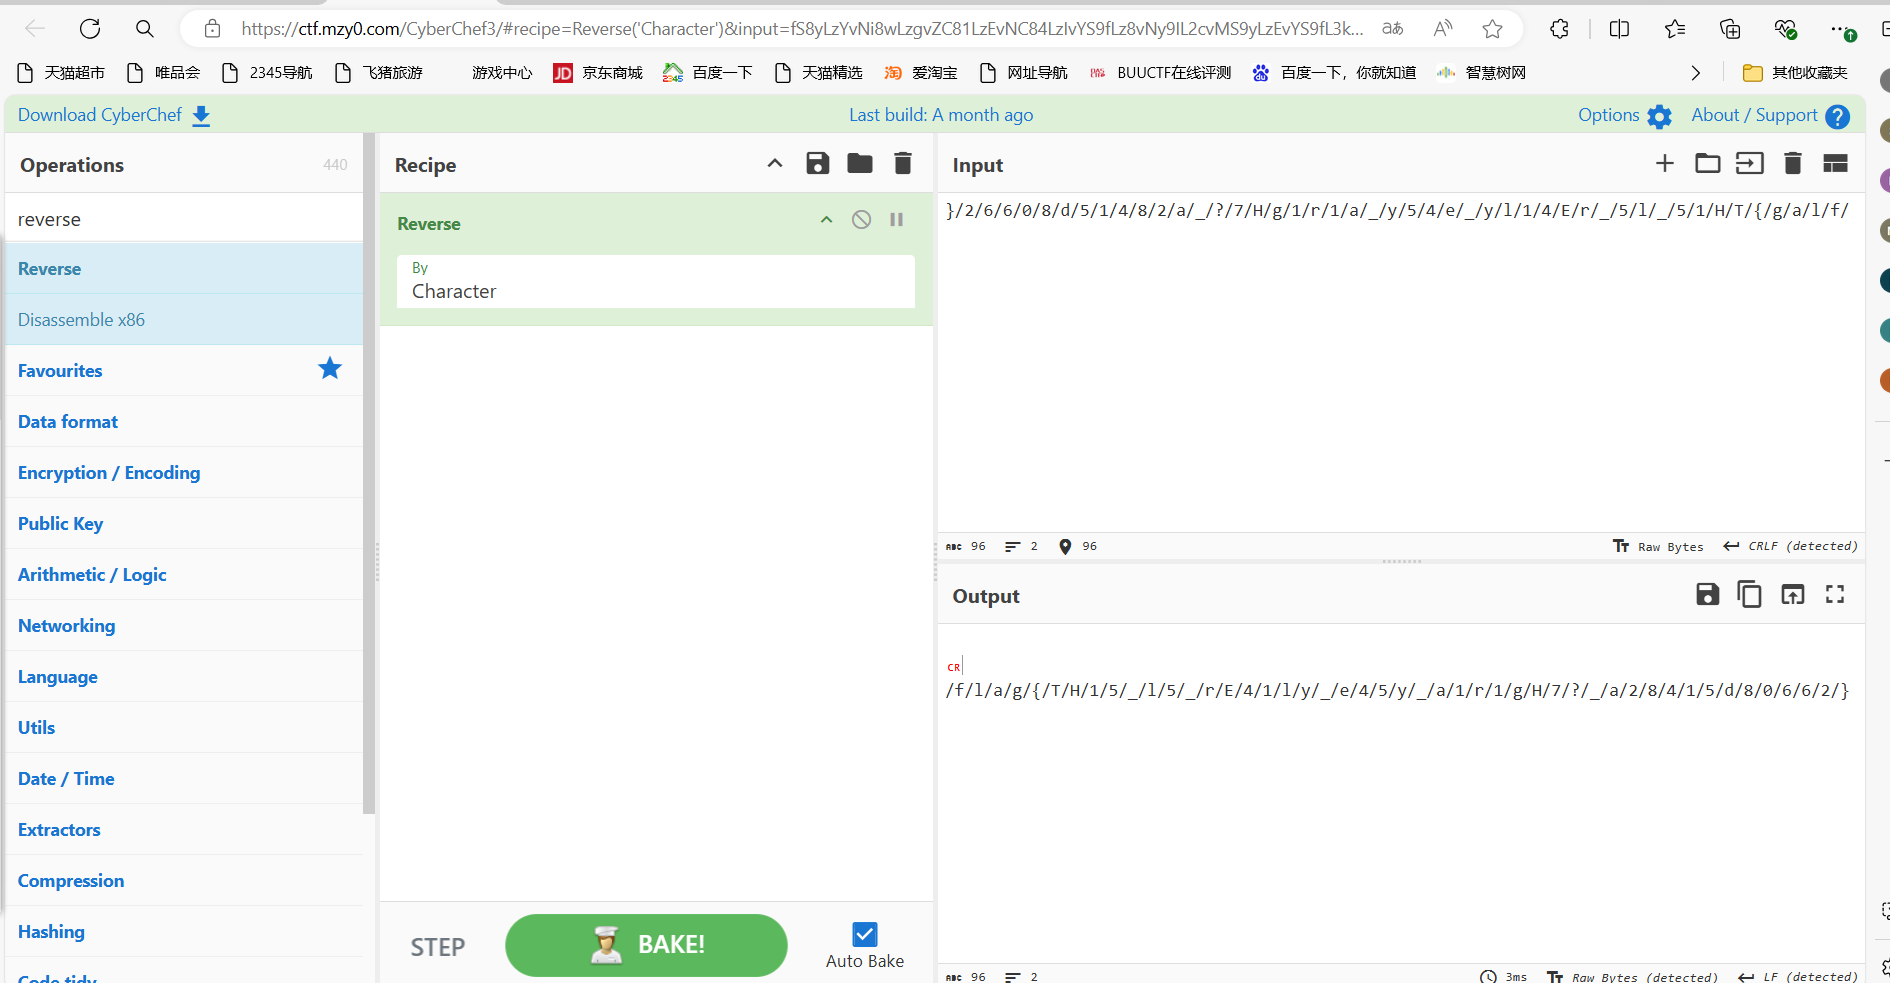 https://ctf.mzy0.com/CyberChef3/#recipe=Reverse('Character')&input=fS8yLzYvNi8wLzgvZC81LzEvNC84LzIvYS9fLz8vNy9IL2cvMS9yLzEvYS9fL3k... aあ A
天猫超市 唯品会 2345导航 飞猪旅游 游戏中心 JD 京东商城 2345 百度一下 天猫精选 淘 爱淘宝 网址导航 BUUCTF在线评测 du 百度一下，你就知道 智慧树网 其他收藏夹
Download CyberChef Last build: A month ago Options About / Support ?
Operations 440
reverse
Reverse
Disassemble x86
Favourites
Data format
Encryption / Encoding
Public Key
Arithmetic / Logic
Networking
Language
Utils
Date / Time
Extractors
Compression
Hashing
Code tidy
Recipe
Reverse
By
Character
STEP BAKE! Auto Bake
Input
}/2/6/6/0/8/d/5/1/4/8/2/a/_/?/7/H/g/1/r/1/a/_/y/5/4/e/_/y/l/1/4/E/r/_/5/l/_/5/1/H/T/{/g/a/l/f/
ABC 96 2 96 Raw Bytes CRLF (detected)
Output
CR
/f/l/a/g/{/T/H/1/5/_/l/5/_/r/E/4/1/l/y/_/e/4/5/y/_/a/1/r/1/g/H/7/?/_/a/2/8/4/1/5/d/8/0/6/6/2/}
ABC 96 2 3ms Raw Bytes (detected) LF (detected)